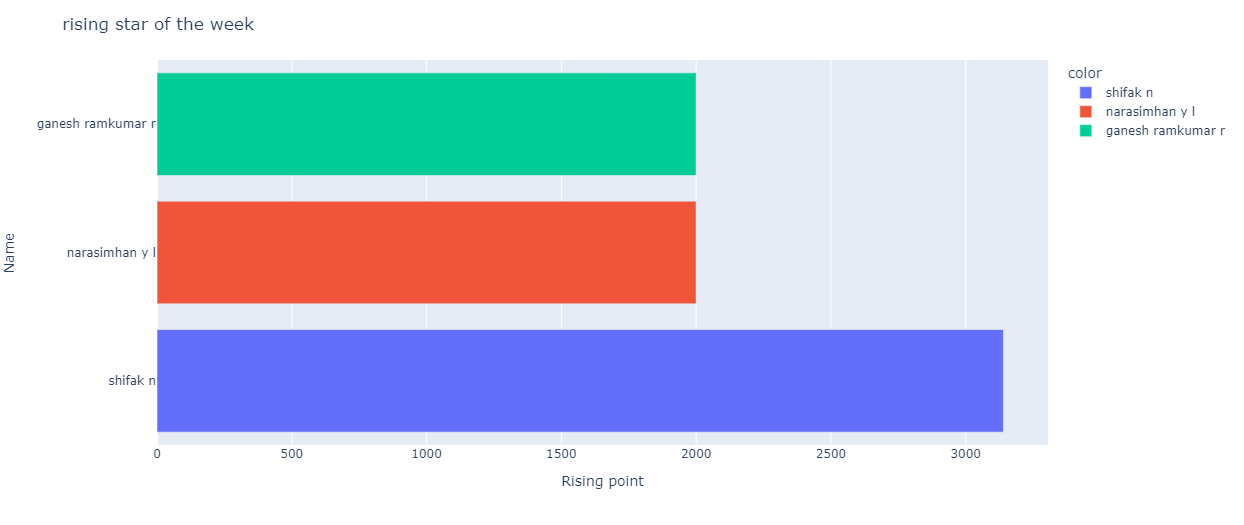 rising star of the week
color
shifak n
narasimhan y l
ganesh ramkumar r
ganesh ramkumar r
narasimhan y l
shifak n
Name
0 500 1000 1500 2000 2500 3000
Rising point